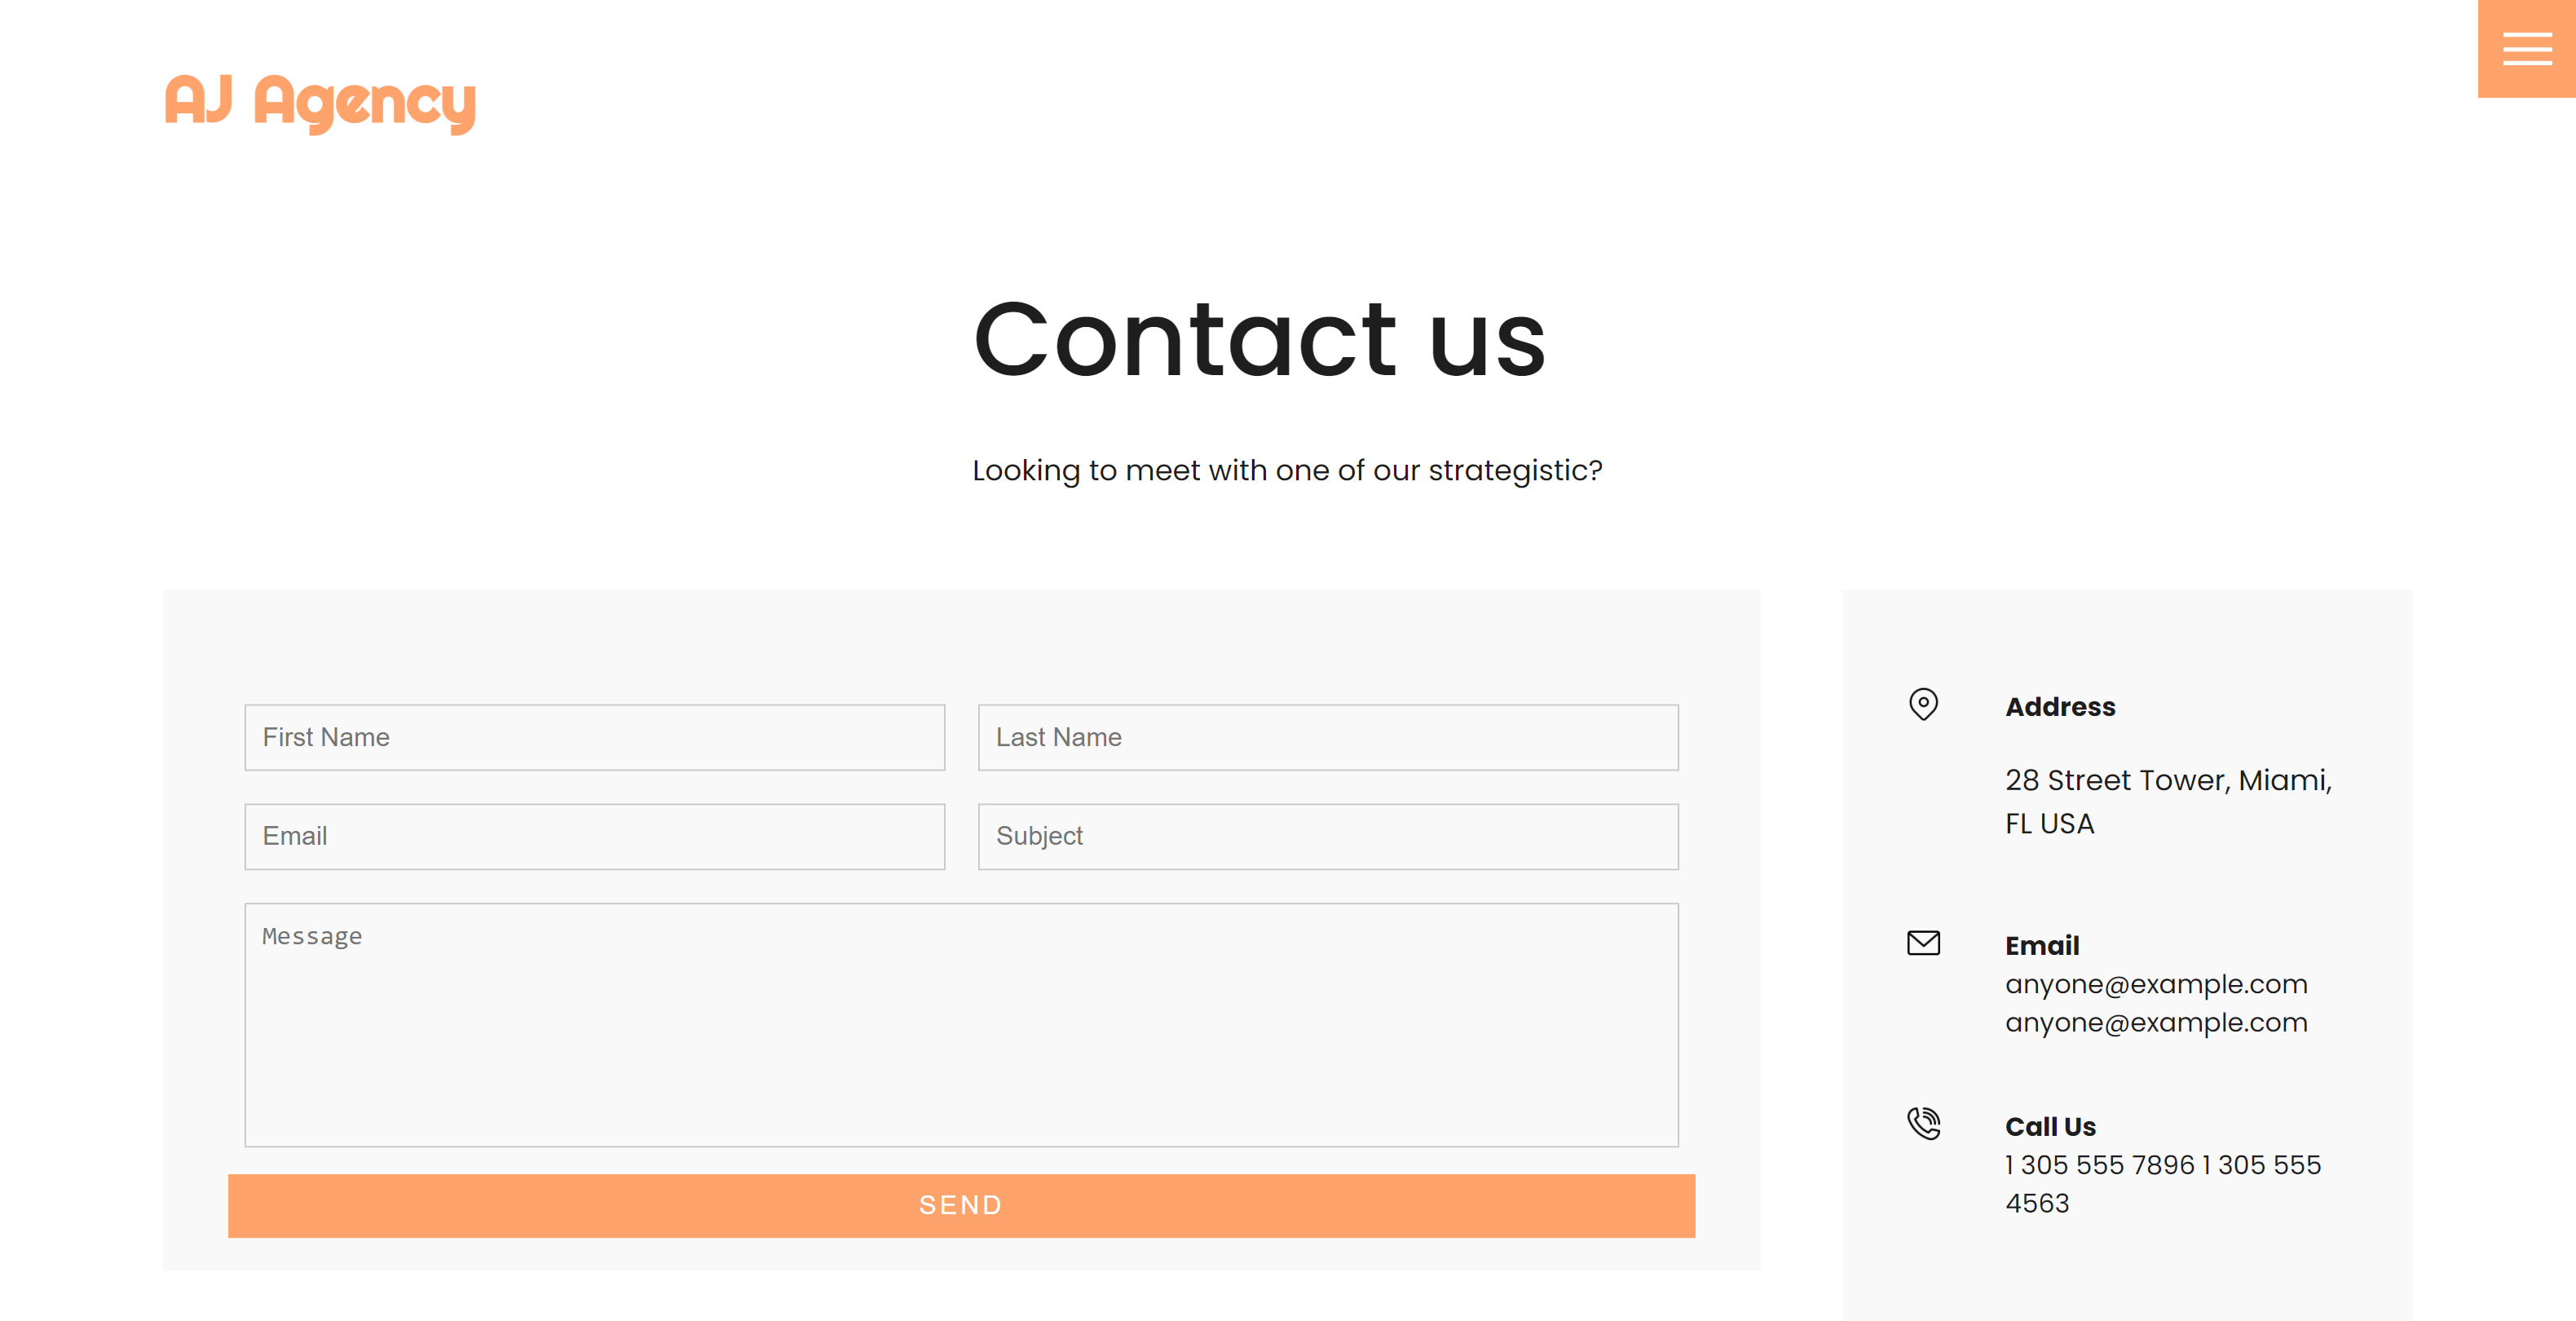 AJ Agency
Contact us
Looking to meet with one of our strategistic?
First Name
Last Name
Email
Subject
Message
SEND
Address
28 Street Tower, Miami,
FL USA
Email
anyone@example.com
anyone@example.com
Call Us
1 305 555 7896 1 305 555
4563